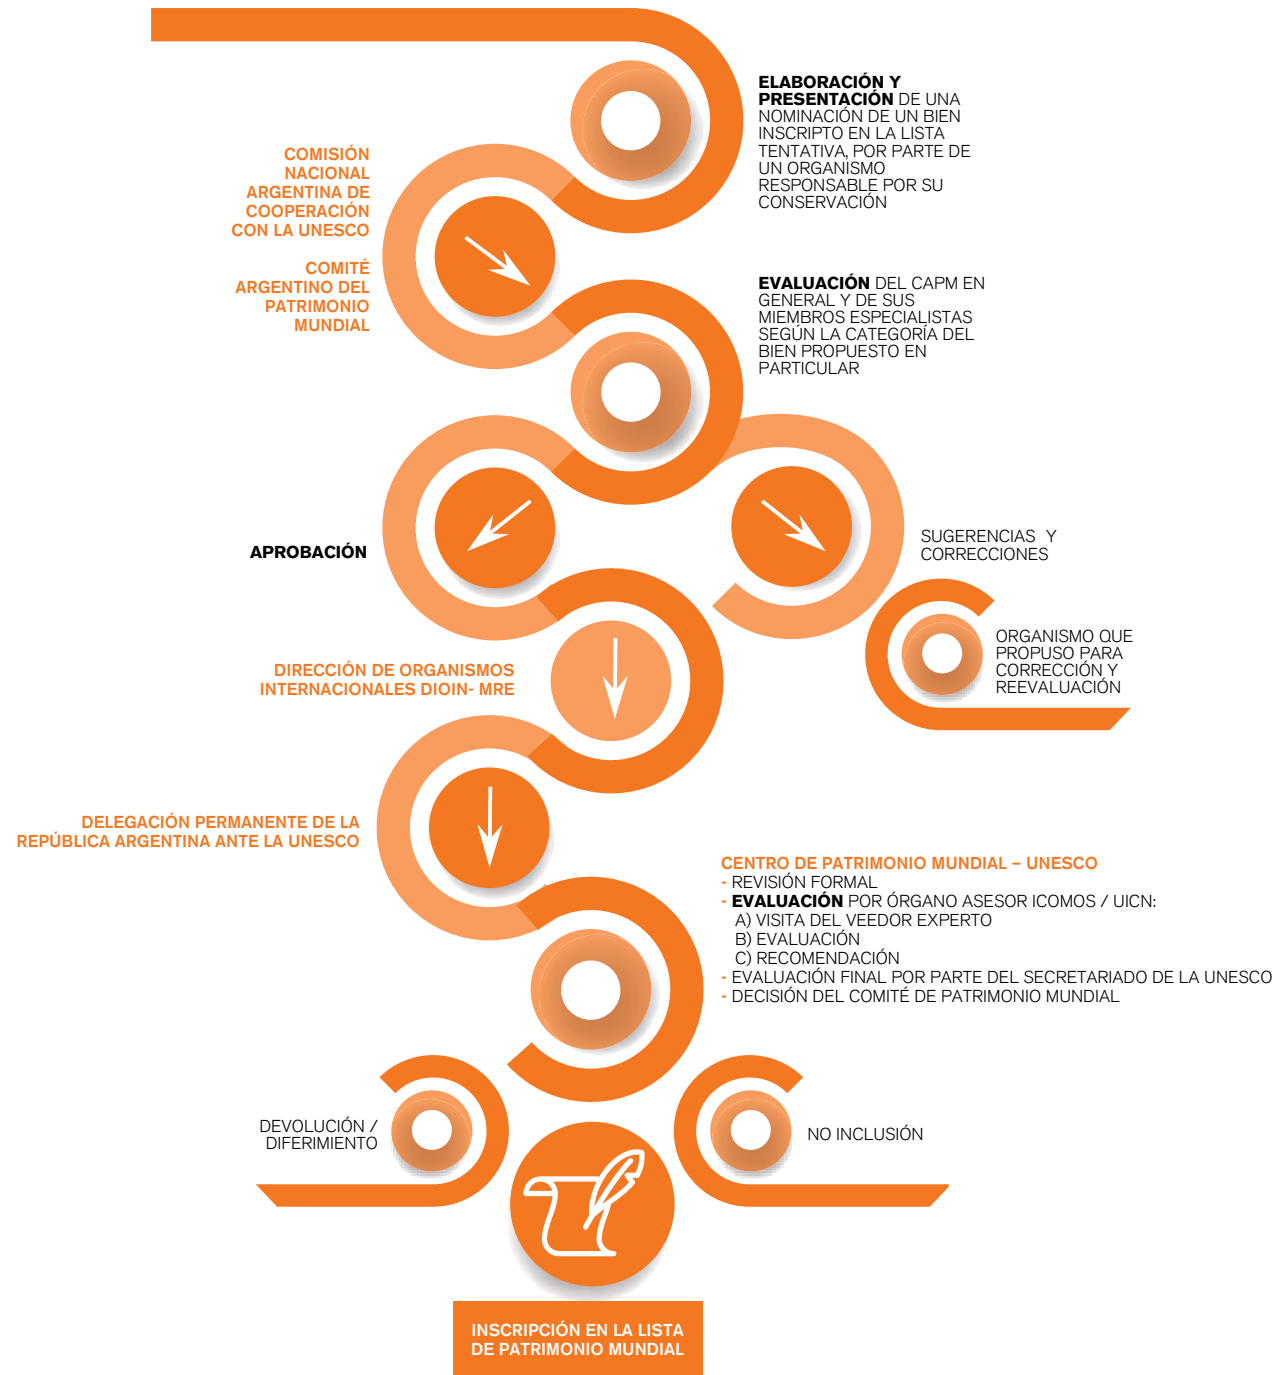 ELABORACIÓN Y
PRESENTACIÓN DE UNA
NOMINACIÓN DE UN BIEN
INSCRIPTO EN LA LISTA
TENTATIVA, POR PARTE DE
UN ORGANISMO
RESPONSABLE POR SU
CONSERVACIÓN
COMISIÓN
NACIONAL
ARGENTINA DE
COOPERACIÓN
CON LA UNESCO
COMITÉ
ARGENTINO DEL
PATRIMONIO
MUNDIAL
EVALUACIÓN DEL CAPM EN
GENERAL Y DE SUS
MIEMBROS ESPECIALISTAS
SEGÚN LA CATEGORÍA DEL
BIEN PROPUESTO EN
PARTICULAR
APROBACIÓN
SUGERENCIAS Y
CORRECCIONES
ORGANISMO QUE
PROPUSO PARA
CORRECCIÓN Y
REEVALUACIÓN
DIRECCIÓN DE ORGANISMOS
INTERNACIONALES DIOIN- MRE
DELEGACIÓN PERMANENTE DE LA
REPÚBLICA ARGENTINA ANTE LA UNESCO
CENTRO DE PATRIMONIO MUNDIAL – UNESCO
- REVISIÓN FORMAL
- EVALUACIÓN POR ÓRGANO ASESOR ICOMOS / UICN:
A) VISITA DEL VEEDOR EXPERTO
B) EVALUACIÓN
C) RECOMENDACIÓN
- EVALUACIÓN FINAL POR PARTE DEL SECRETARIADO DE LA UNESCO
- DECISIÓN DEL COMITÉ DE PATRIMONIO MUNDIAL
DEVOLUCIÓN /
DIFERIMIENTO
NO INCLUSIÓN
INSCRIPCIÓN EN LA LISTA
DE PATRIMONIO MUNDIAL